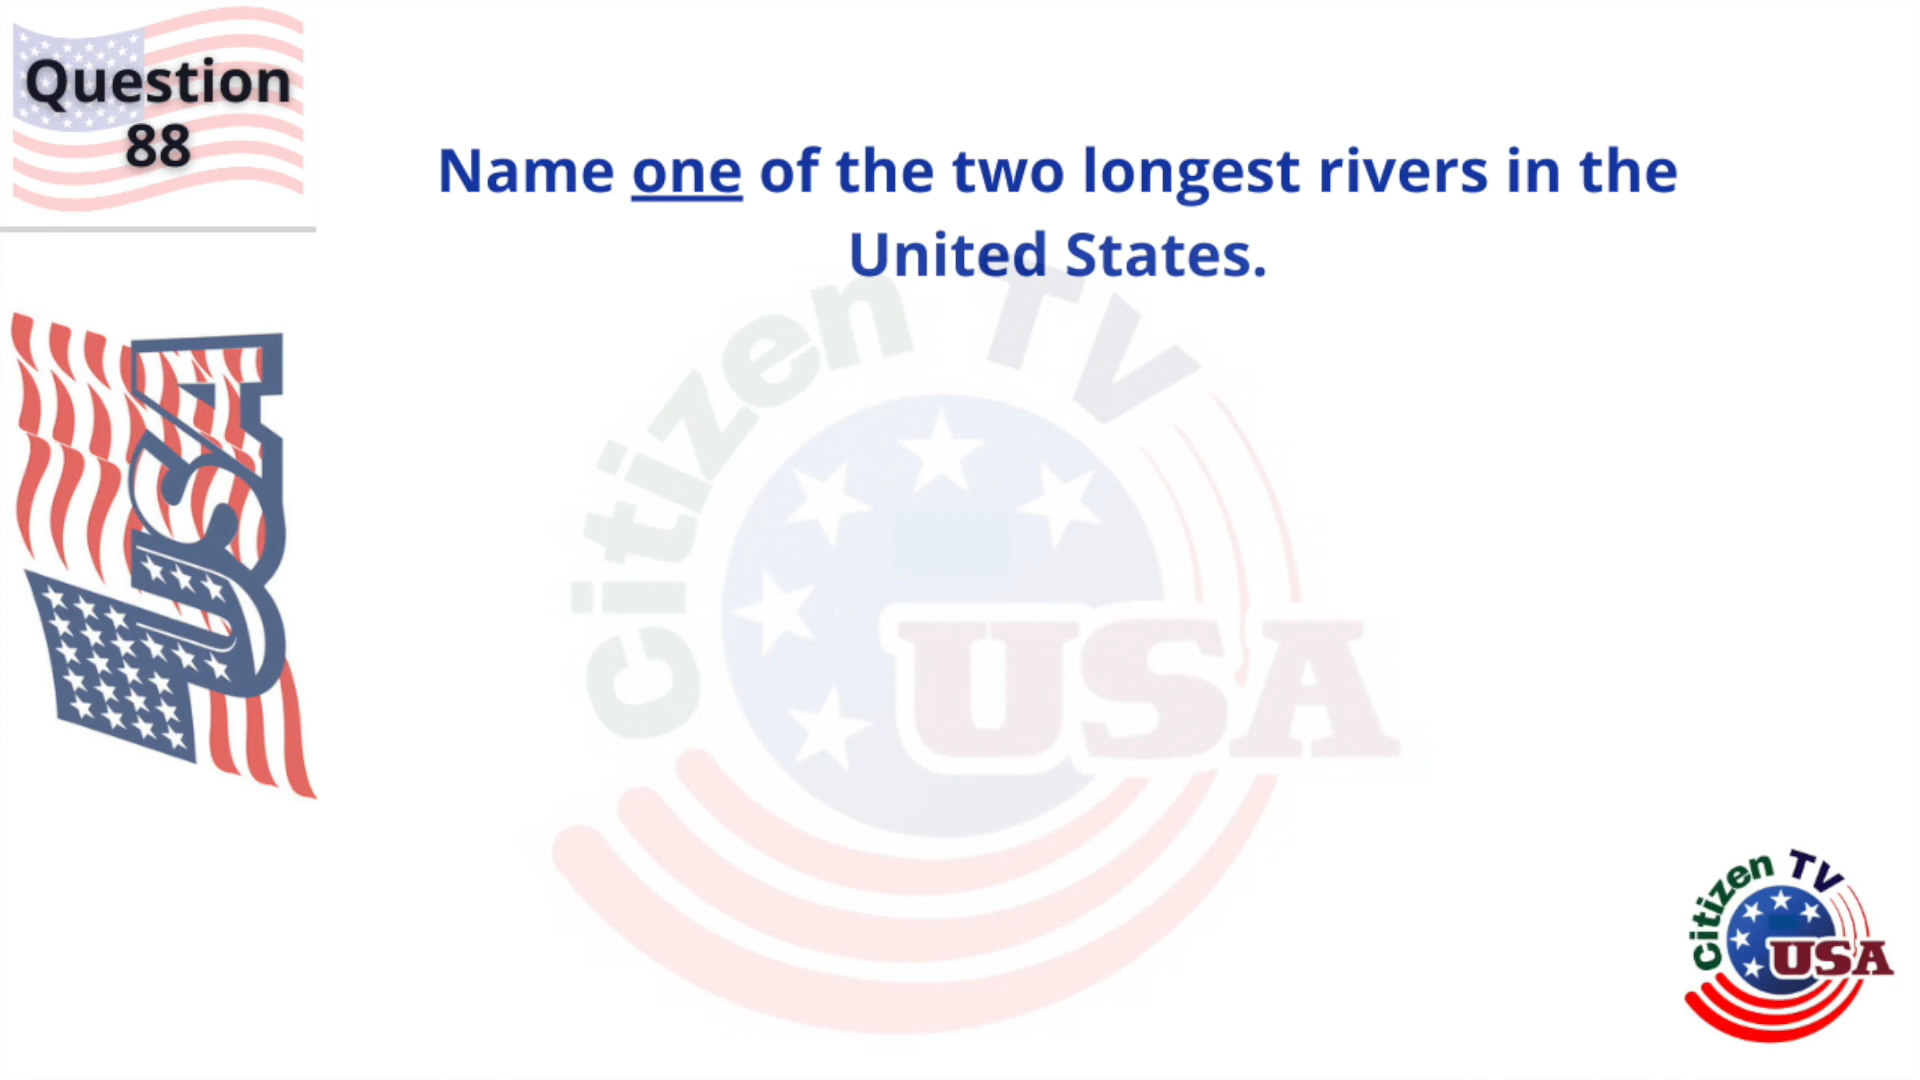 Question
88
Name one of the two longest rivers in the
United States.
USA
Citizen TV
USA
Citizen TV
USA